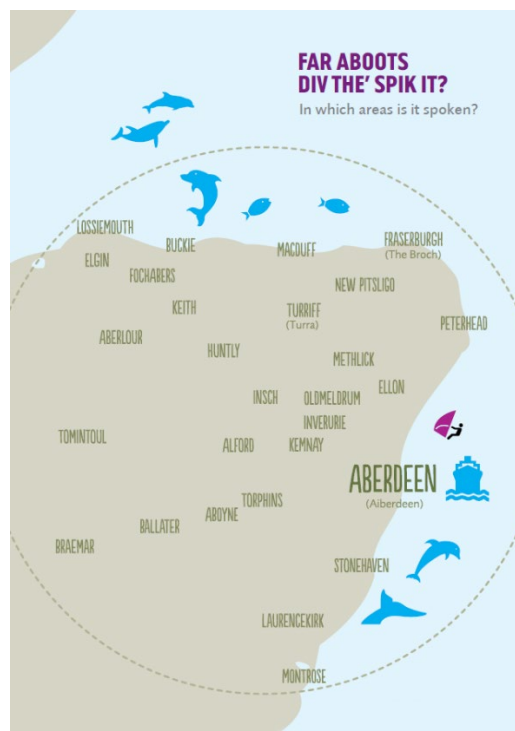 FAR ABOOTS
DIV THE' SPIK IT?
In which areas is it spoken?
LOSSIEMOUTH
BUCKIE
MACDUFF
FRASERBURGH
(The Broch)
ELGIN
FOCHABERS
NEW PITSLIGO
KEITH
TURRIFF
(Turra)
PETERHEAD
ABERLOUR
HUNTLY
METHLICK
ELLON
INSCH
OLDMELDRUM
INVERURIE
TOMINTOUL
ALFORD
KEMNAY
ABERDEEN
(Aiberdeen)
TORPHINS
ABOYNE
BALLATER
BRAEMAR
STONEHAVEN
LAURENCEKIRK
MONTROSE